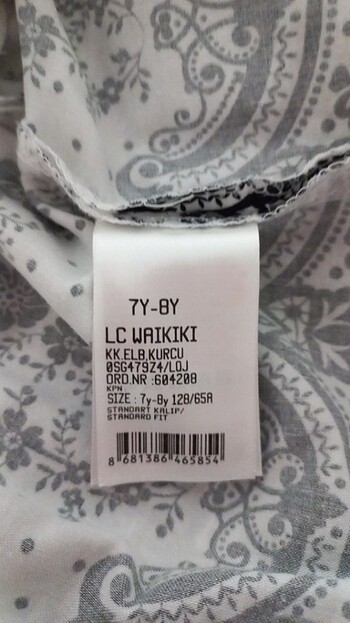 7Y-8Y
LC WAIKIKI
KK.ELB.KURCU
0SG479Z4/LOJ
ORD.NR :604208
KPN
SIZE : 7y-8y 128/65A
STANDART KALIP/
STANDARD FIT
8 681386 465854